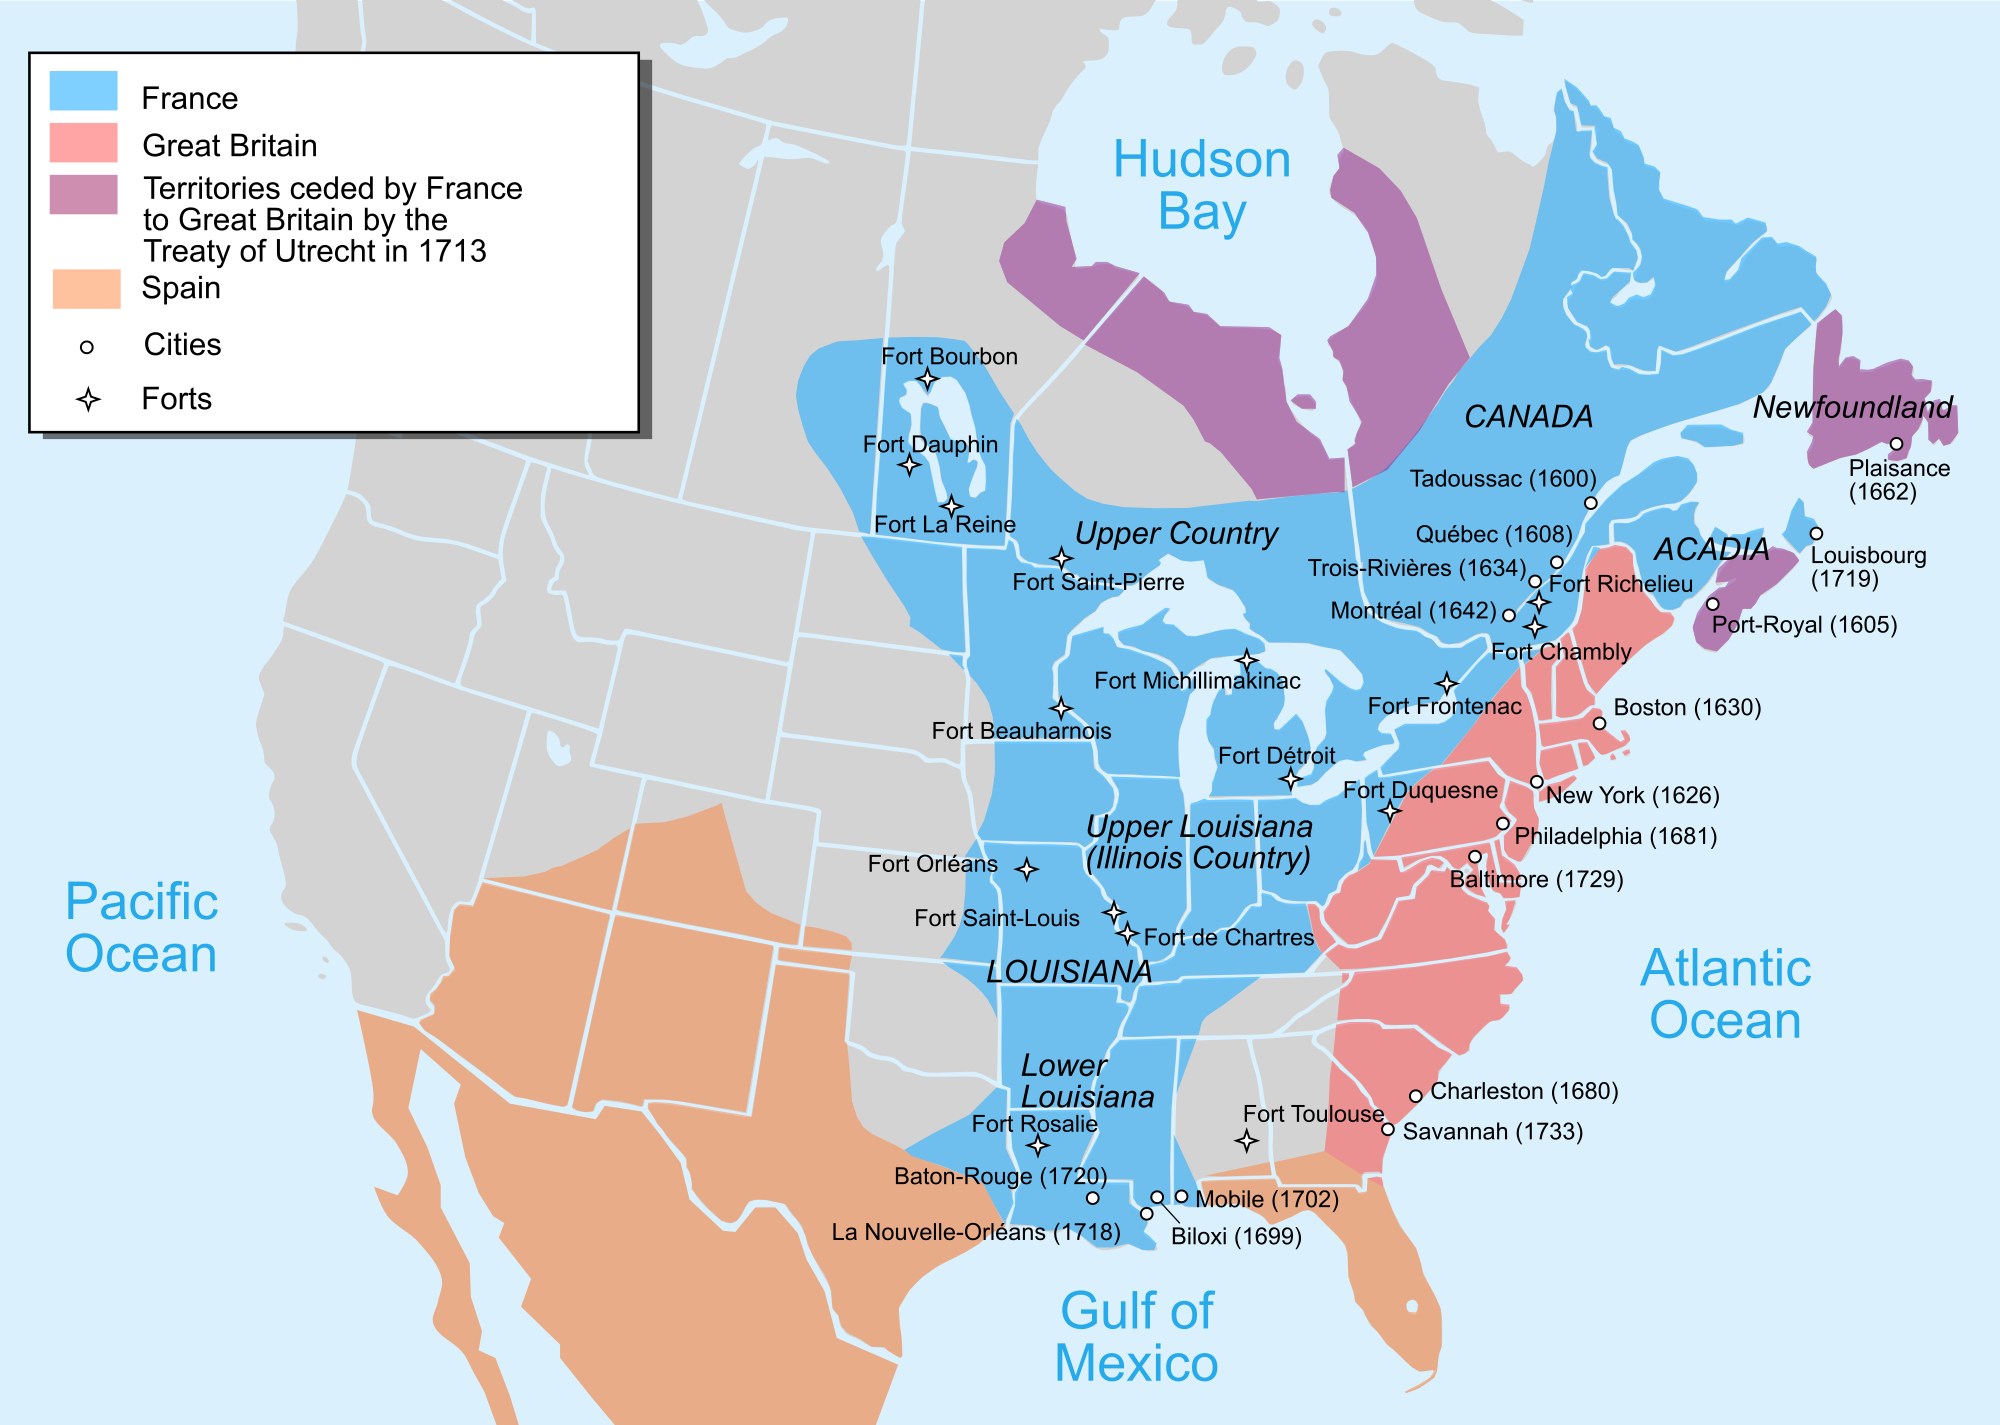 France
Great Britain
Territories ceded by France
to Great Britain by the
Treaty of Utrecht in 1713
Spain
Cities
Forts
Hudson
Bay
Fort Bourbon
Fort Dauphin
Fort La Reine
CANADA
Newfoundland
Plaisance
(1662)
Tadoussac (1600)
Upper Country
Québec (1608)
ACADIA
Louisbourg
(1719)
Fort Saint-Pierre
Trois-Rivières (1634)
Fort Richelieu
Montréal (1642)
Port-Royal (1605)
Fort Chambly
Fort Michillimakinac
Fort Frontenac
Boston (1630)
Fort Beauharnois
Fort Détroit
Fort Duquesne
New York (1626)
Upper Louisiana
(Illinois Country)
Philadelphia (1681)
Fort Orléans
Baltimore (1729)
Pacific
Ocean
Fort Saint-Louis
Fort de Chartres
LOUISIANA
Atlantic
Ocean
Lower
Louisiana
Charleston (1680)
Fort Toulouse
Fort Rosalie
Savannah (1733)
Baton-Rouge (1720)
Mobile (1702)
La Nouvelle-Orléans (1718)
Biloxi (1699)
Gulf of
Mexico